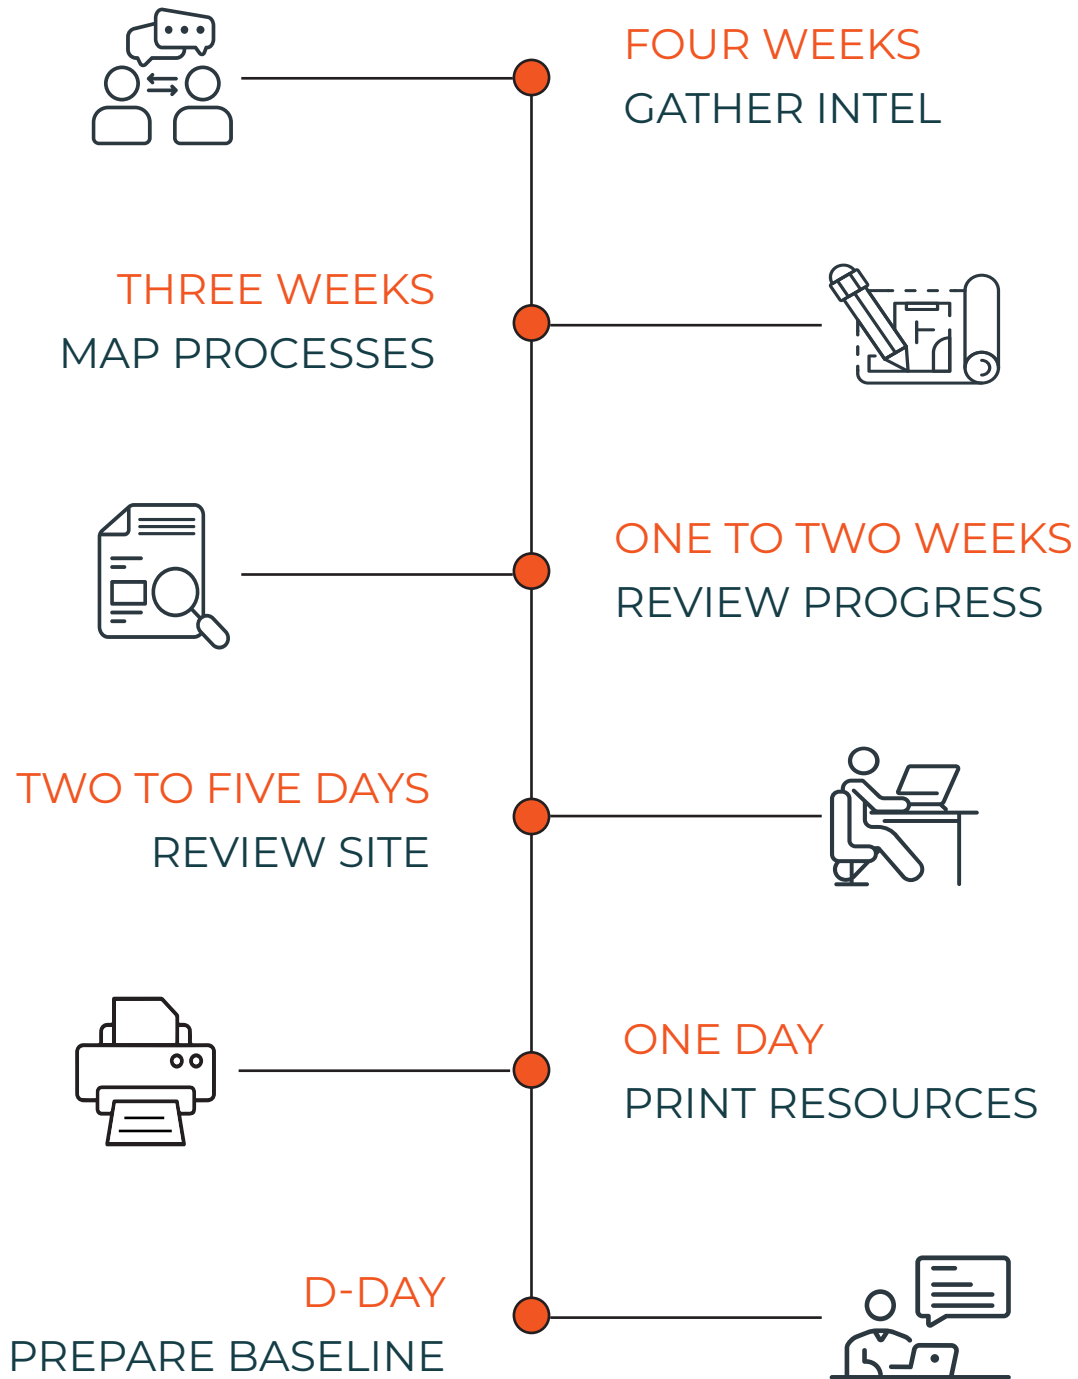 FOUR WEEKS
GATHER INTEL
THREE WEEKS
MAP PROCESSES
ONE TO TWO WEEKS
REVIEW PROGRESS
TWO TO FIVE DAYS
REVIEW SITE
ONE DAY
PRINT RESOURCES
D-DAY
PREPARE BASELINE